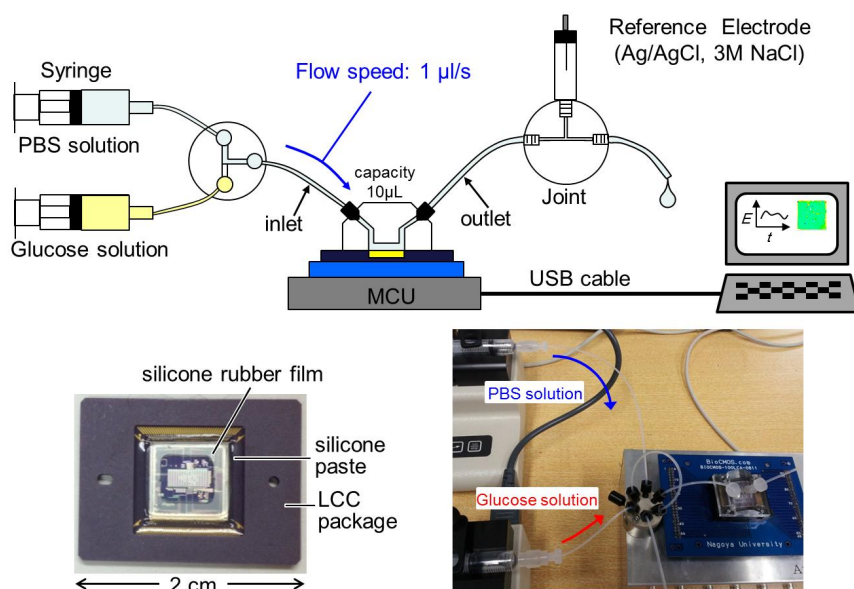 Reference Electrode
(Ag/AgCl, 3M NaCl)
Syringe
Flow speed: 1 µl/s
PBS solution
capacity
10µL
Joint
inlet
outlet
Glucose solution
E
t
USB cable
MCU
silicone rubber film
silicone
paste
LCC
package
2 cm
PBS solution
BioCMOS.com
Glucose solution
Nagoya University